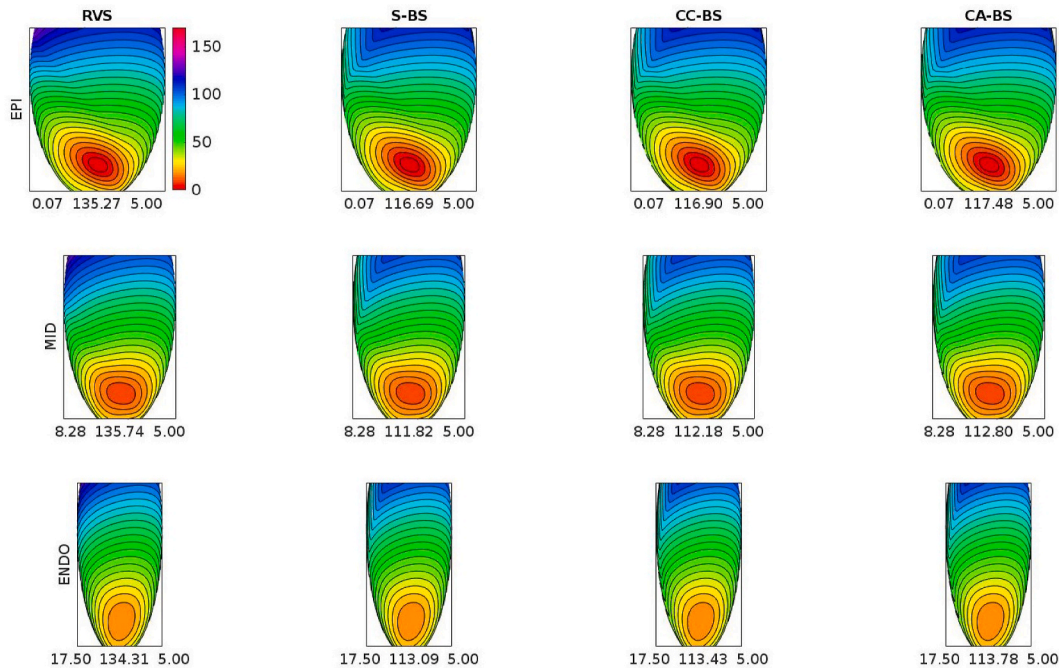 RVS S-BS CC-BS CA-BS
EPI
150
100
50
0
0.07 135.27 5.00 0.07 116.69 5.00 0.07 116.90 5.00 0.07 117.48 5.00
MID
8.28 135.74 5.00 8.28 111.82 5.00 8.28 112.18 5.00 8.28 112.80 5.00
ENDO
17.50 134.31 5.00 17.50 113.09 5.00 17.50 113.43 5.00 17.50 113.78 5.00